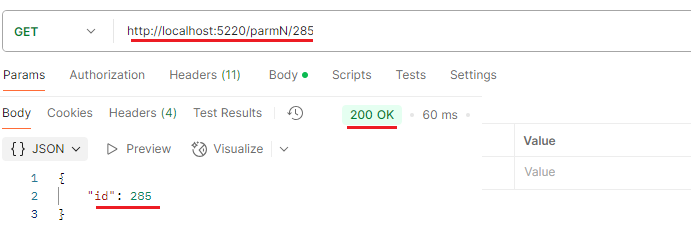 GET http://localhost:5220/parmN/285
Params Authorization Headers (11) Body Scripts Tests Settings
Body Cookies Headers (4) Test Results 200 OK 60 ms
Value
{} JSON Preview Visualize
Value
1 {
2 "id": 285
3 }